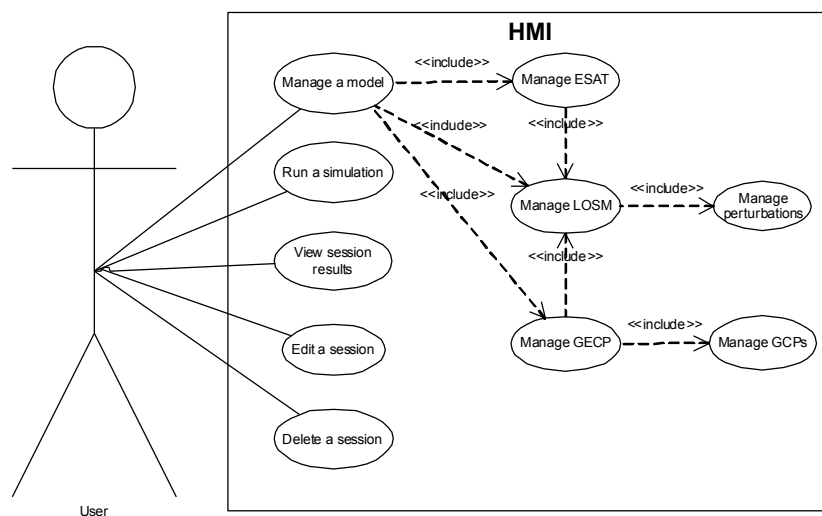 HMI
<<include>>
Manage a model
Manage ESAT
<<include>>
<<include>>
Run a simulation
<<include>>
Manage LOSM
<<include>>
Manage
perturbations
View session
results
<<include>>
Manage GECP
<<include>>
Manage GCPs
Edit a session
Delete a session
User